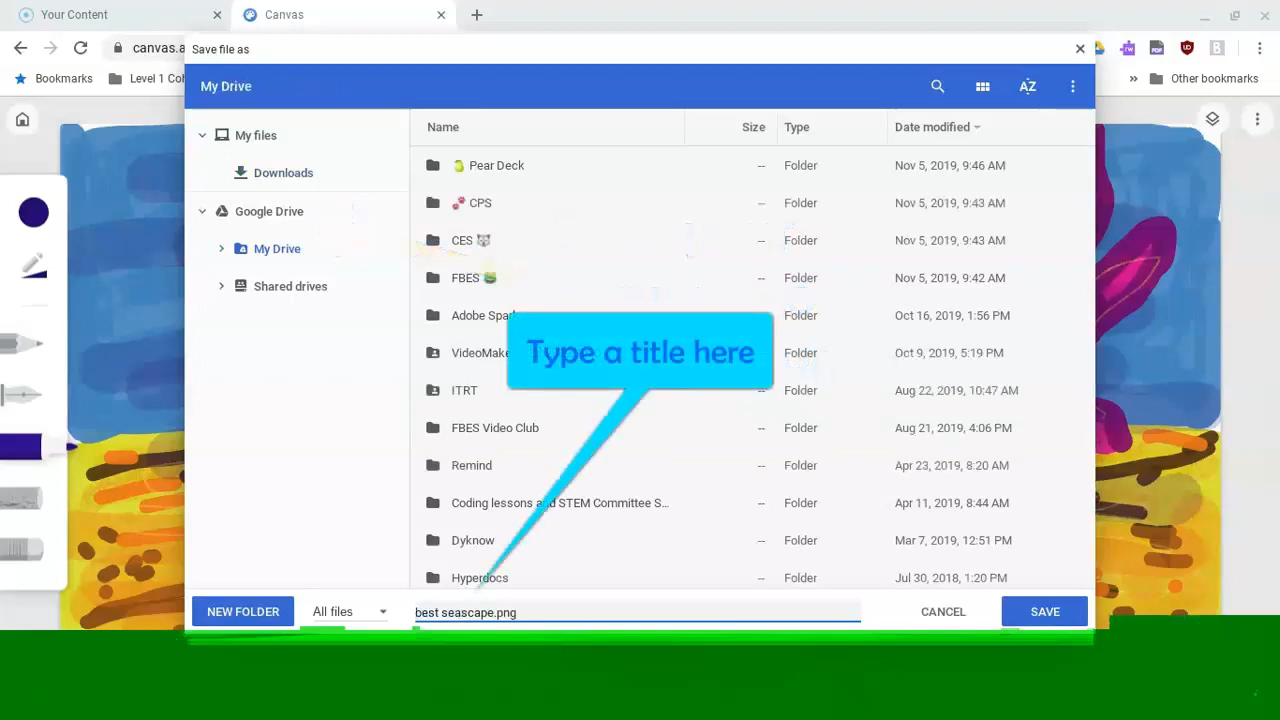 Your Content
Canvas
canvas.a
Bookmarks
Level 1 Col
Other bookmarks
Save file as
My Drive
AZ
My files
Downloads
Google Drive
My Drive
Shared drives
Name Size Type Date modified
Pear Deck -- Folder Nov 5, 2019, 9:46 AM
CPS -- Folder Nov 5, 2019, 9:43 AM
CES -- Folder Nov 5, 2019, 9:43 AM
FBES -- Folder Nov 5, 2019, 9:42 AM
Adobe Spark Folder Oct 16, 2019, 1:56 PM
VideoMake Folder Oct 9, 2019, 5:19 PM
ITRT -- Folder Aug 22, 2019, 10:47 AM
FBES Video Club -- Folder Aug 21, 2019, 4:06 PM
Remind -- Folder Apr 23, 2019, 8:20 AM
Coding lessons and STEM Committee S... -- Folder Apr 11, 2019, 8:44 AM
Dyknow -- Folder Mar 7, 2019, 12:51 PM
Hyperdocs -- Folder Jul 30, 2018, 1:20 PM
Type a title here
NEW FOLDER
All files
best seascape.png
CANCEL
SAVE